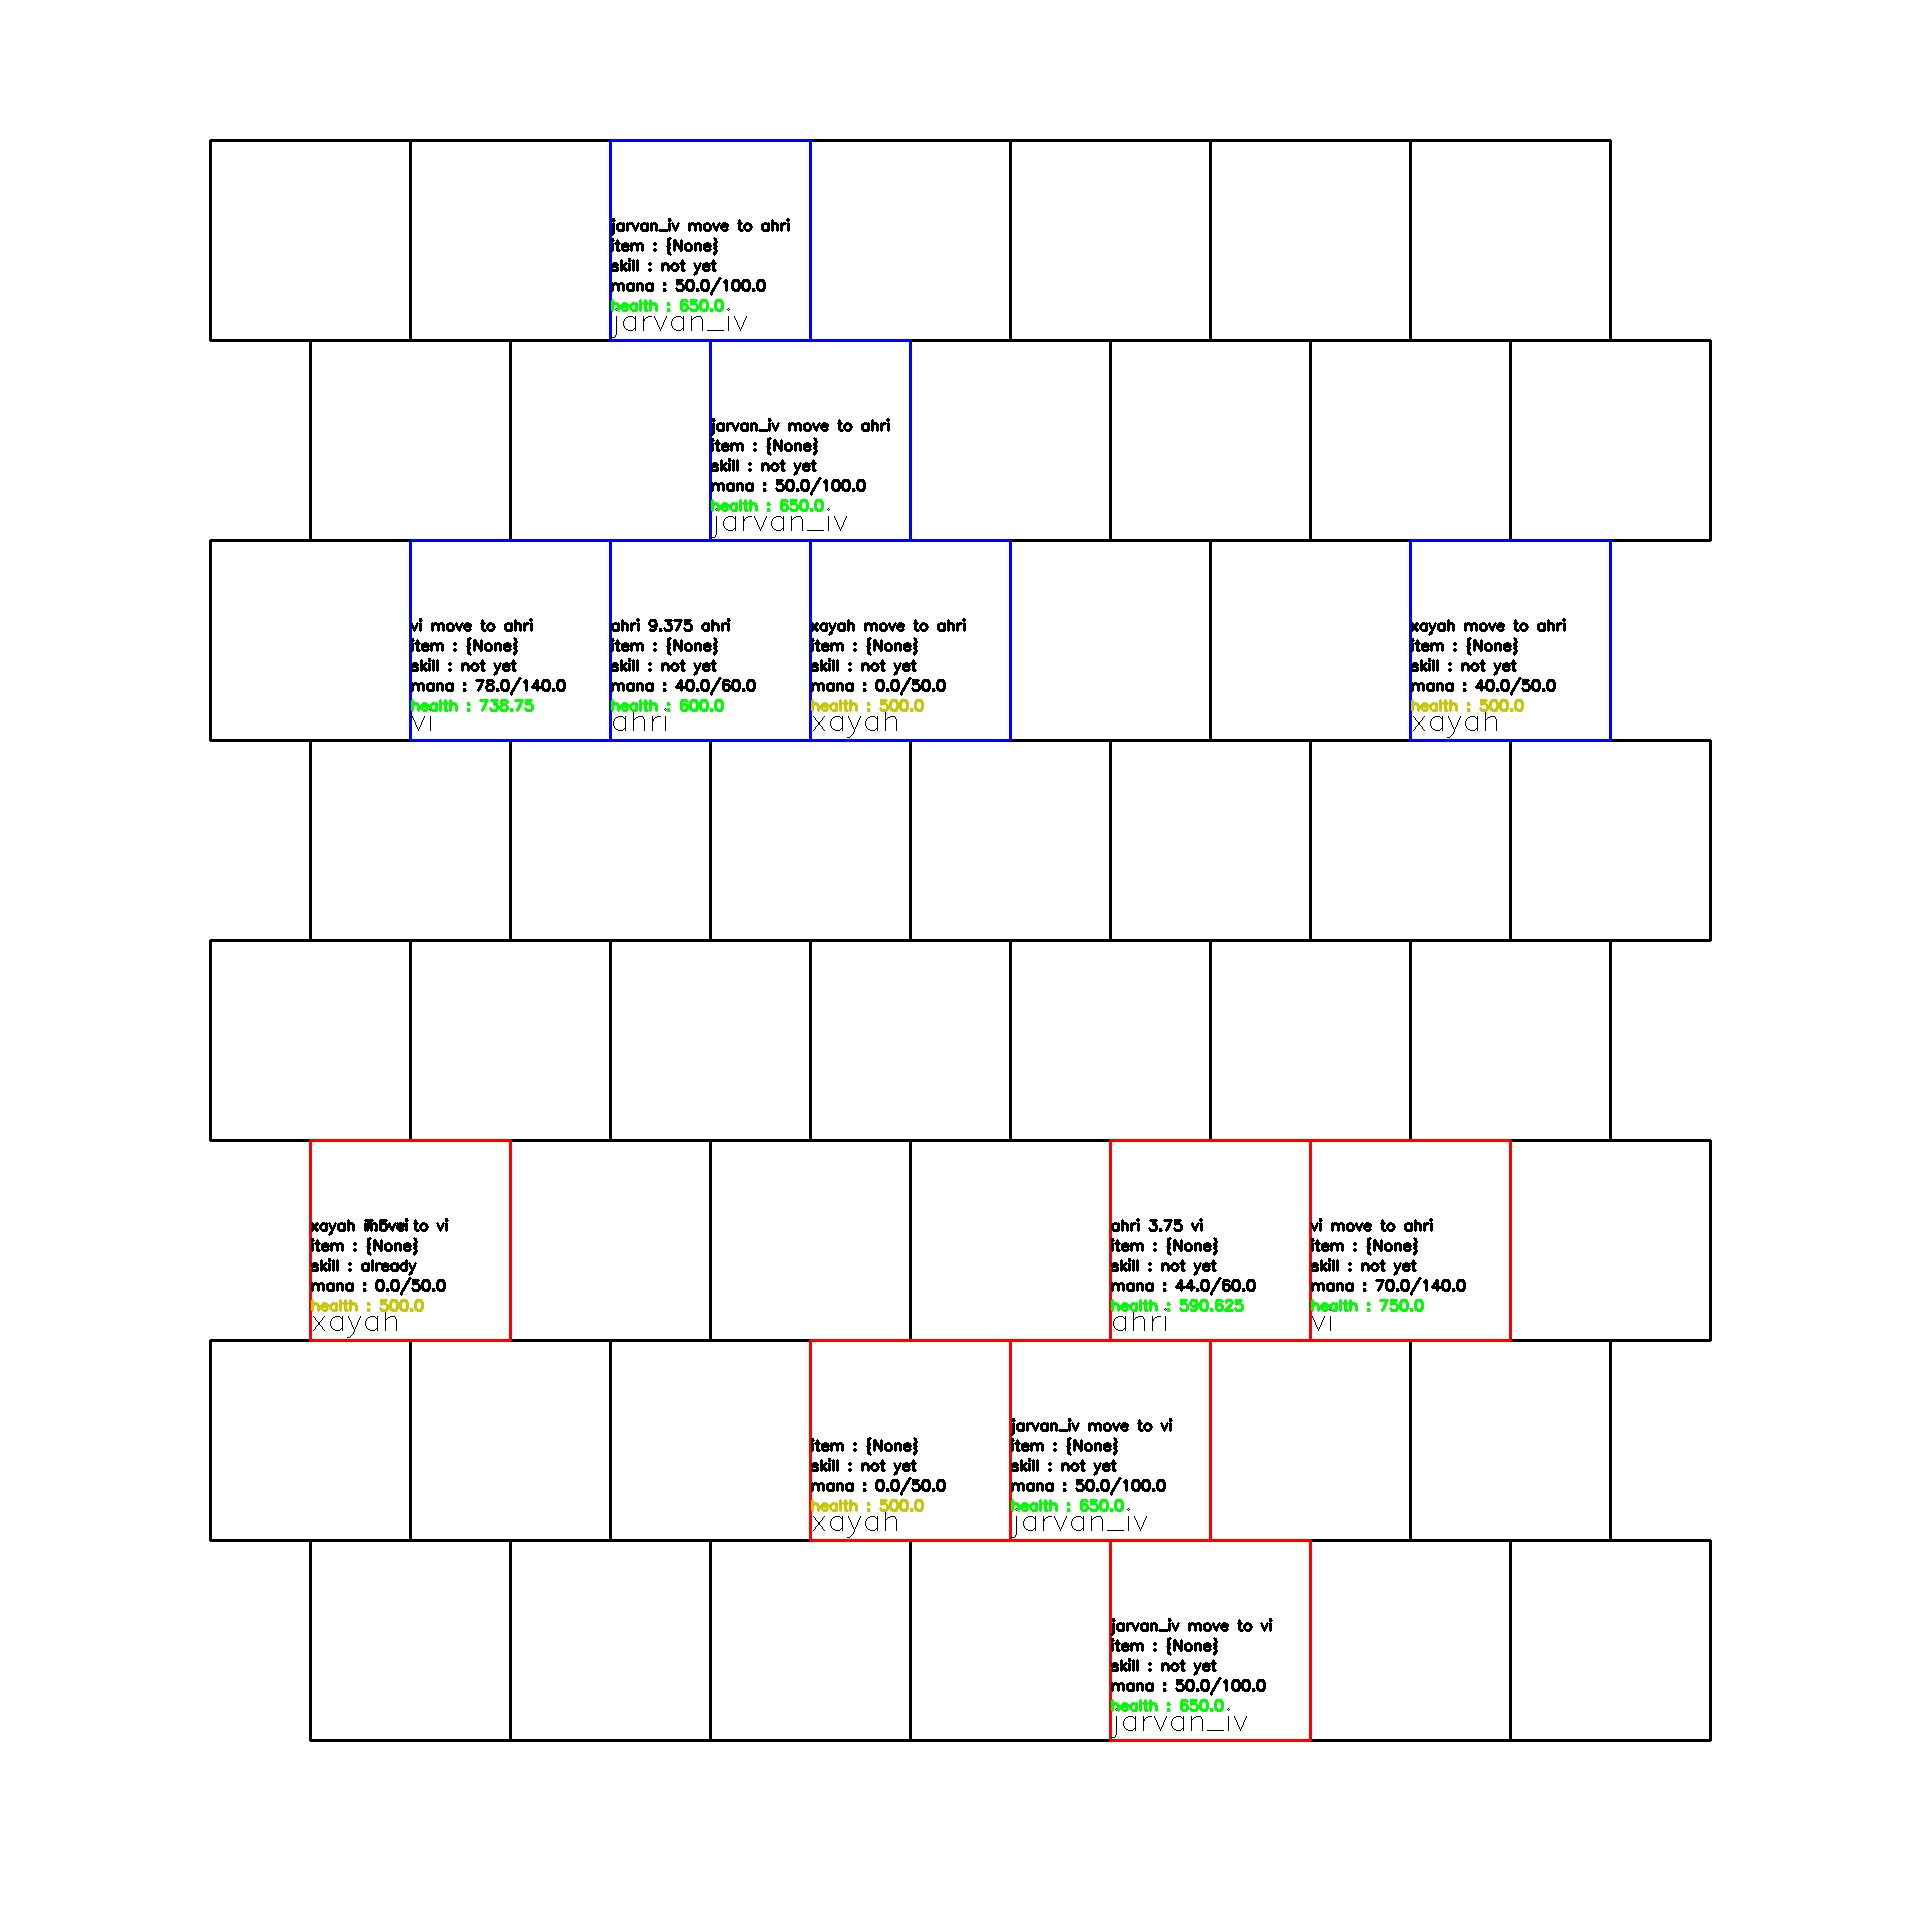 jarvan_iv move to ahri
item : {None}
skill : not yet
mana : 50.0/100.0
health : 650.0
jarvan_iv
jarvan_iv move to ahri
item : {None}
skill : not yet
mana : 50.0/100.0
health : 650.0
jarvan_iv
vi move to ahri
item : {None}
skill : not yet
mana : 78.0/140.0
health : 738.75
vi
ahri 9.375 ahri
item : {None}
skill : not yet
mana : 40.0/60.0
health : 600.0
ahri
xayah move to ahri
item : {None}
skill : not yet
mana : 0.0/50.0
health : 500.0
xayah
xayah move to ahri
item : {None}
skill : not yet
mana : 40.0/50.0
health : 500.0
xayah
xayah move to vi
item : {None}
skill : already
mana : 0.0/50.0
health : 500.0
xayah
ahri 3.75 vi
item : {None}
skill : not yet
mana : 44.0/60.0
health : 590.625
ahri
vi move to ahri
item : {None}
skill : not yet
mana : 70.0/140.0
health : 750.0
vi
item : {None}
skill : not yet
mana : 0.0/50.0
health : 500.0
xayah
jarvan_iv move to vi
item : {None}
skill : not yet
mana : 50.0/100.0
health : 650.0
jarvan_iv
jarvan_iv move to vi
item : {None}
skill : not yet
mana : 50.0/100.0
health : 650.0
jarvan_iv